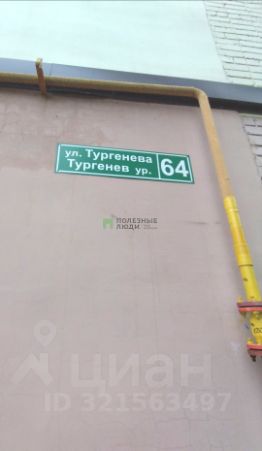 ул. Тургенева
Тургенев ур.
64
ПОЛЕЗНЫЕ
ЛЮДИ
циан
ID 321563497